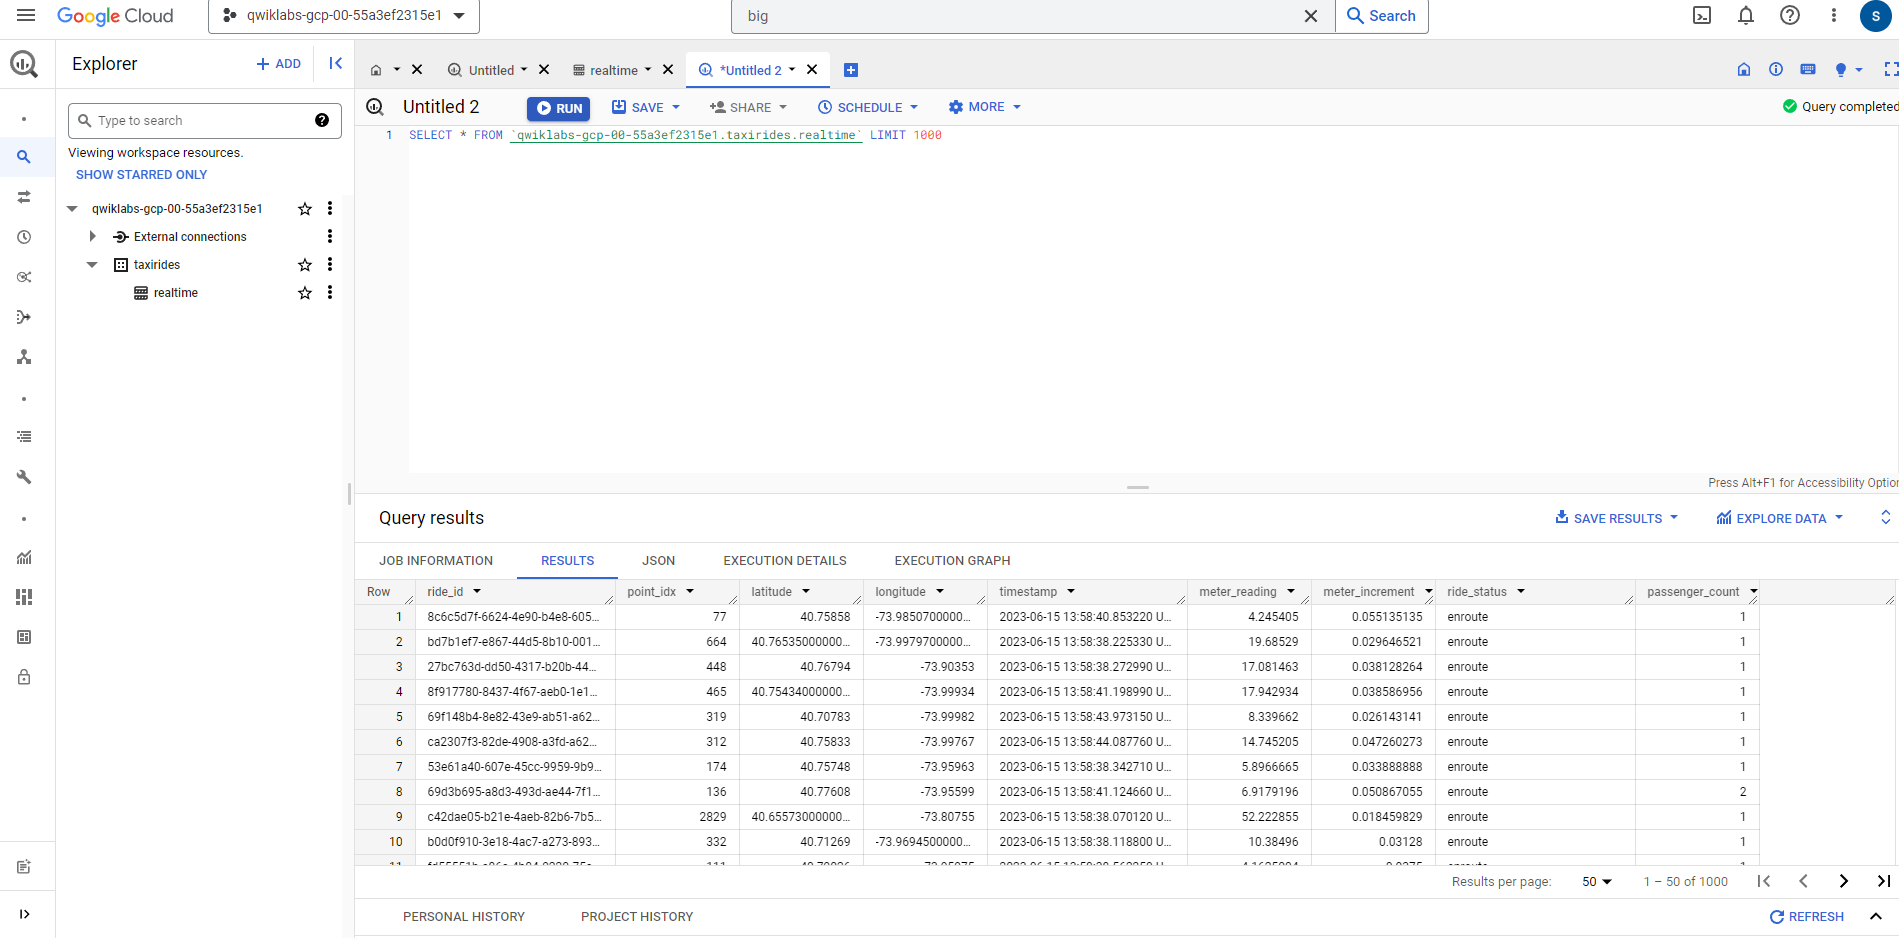 Google Cloud
qwiklabs-gcp-00-55a3ef2315e1
big
Search
S
Explorer
ADD
Untitled
realtime
*Untitled 2
Type to search
Viewing workspace resources.
SHOW STARRED ONLY
qwiklabs-gcp-00-55a3ef2315e1
External connections
taxirides
realtime
Untitled 2
RUN
SAVE
SHARE
SCHEDULE
MORE
Query completed
1 SELECT * FROM `qwiklabs-gcp-00-55a3ef2315e1.taxirides.realtime` LIMIT 1000
Press Alt+F1 for Accessibility Option
Query results
SAVE RESULTS
EXPLORE DATA
JOB INFORMATION RESULTS JSON EXECUTION DETAILS EXECUTION GRAPH
Row ride_id point_idx latitude longitude timestamp meter_reading meter_increment ride_status passenger_count
1 8c6c5d7f-6624-4e90-b4e8-605... 77 40.75858 -73.9850700000... 2023-06-15 13:58:40.853220 U... 4.245405 0.055135135 enroute 1
2 bd7b1ef7-e867-44d5-8b10-001... 664 40.76535000000... -73.9979700000... 2023-06-15 13:58:38.225330 U... 19.68529 0.029646521 enroute 1
3 27bc763d-dd50-4317-b20b-44... 448 40.76794 -73.90353 2023-06-15 13:58:38.272990 U... 17.081463 0.038128264 enroute 1
4 8f917780-8437-4f67-aeb0-1e1... 465 40.75434000000... -73.99934 2023-06-15 13:58:41.198990 U... 17.942934 0.038586956 enroute 1
5 69f148b4-8e82-43e9-ab51-a62... 319 40.70783 -73.99982 2023-06-15 13:58:43.973150 U... 8.339662 0.026143141 enroute 1
6 ca2307f3-82de-4908-a3fd-a62... 312 40.75833 -73.99767 2023-06-15 13:58:44.087760 U... 14.745205 0.047260273 enroute 1
7 53e61a40-607e-45cc-9959-9b9... 174 40.75748 -73.95963 2023-06-15 13:58:38.342710 U... 5.8966665 0.033888888 enroute 1
8 69d3b695-a8d3-493d-ae44-7f1... 136 40.77608 -73.95599 2023-06-15 13:58:41.124660 U... 6.9179196 0.050867055 enroute 2
9 c42dae05-b21e-4aeb-82b6-7b5... 2829 40.65573000000... -73.80755 2023-06-15 13:58:38.070120 U... 52.222855 0.018459829 enroute 1
10 b0d0f910-3e18-4ac7-a273-893... 332 40.71269 -73.9694500000... 2023-06-15 13:58:38.118800 U... 10.38496 0.03128 enroute 1
Results per page: 50 1 – 50 of 1000
PERSONAL HISTORY PROJECT HISTORY
REFRESH